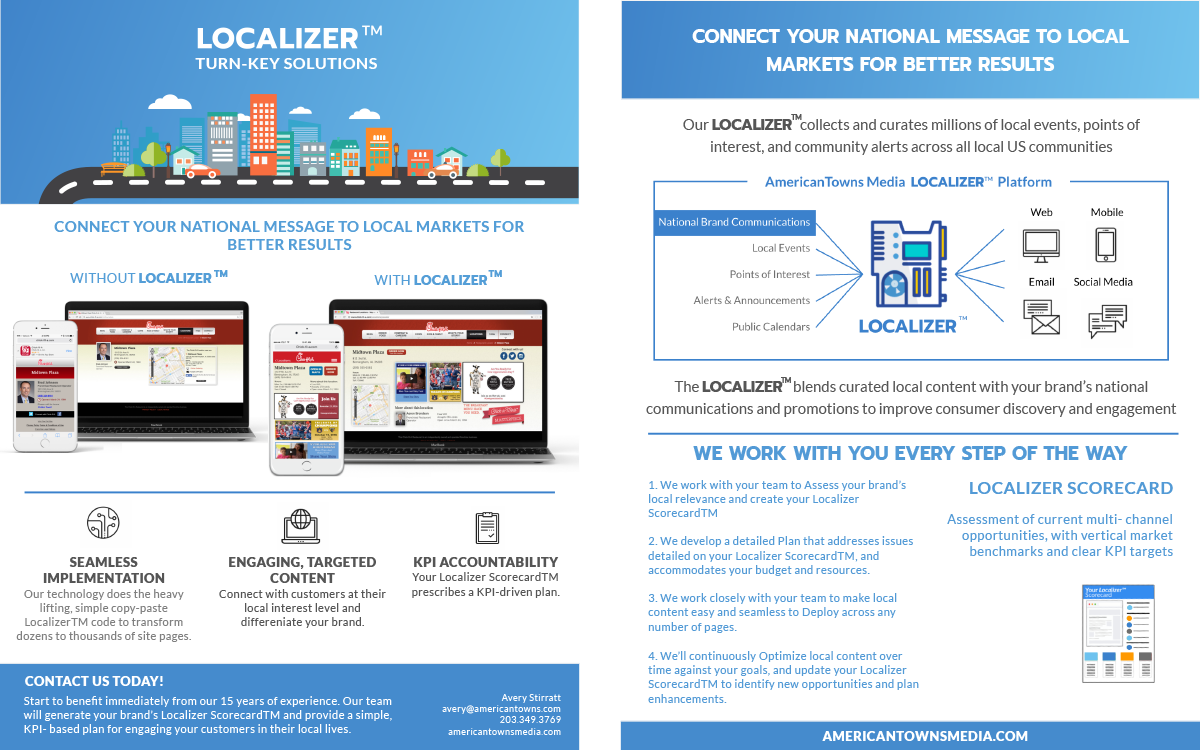 LOCALIZER™
TURN-KEY SOLUTIONS
CONNECT YOUR NATIONAL MESSAGE TO LOCAL MARKETS FOR
BETTER RESULTS
WITHOUT LOCALIZER™
WITH LOCALIZER™
Midtown Plaza
Midtown Plaza
Midtown Plaza
Join Us
SEAMLESS
IMPLEMENTATION
Our technology does the heavy
lifting, simple copy-paste
LocalizerTM code to transform
dozens to thousands of site pages.
ENGAGING, TARGETED
CONTENT
Connect with customers at their
local interest level and
differeniate your brand.
KPI ACCOUNTABILITY
Your Localizer ScorecardTM
prescribes a KPI-driven plan.
CONTACT US TODAY!
Start to benefit immediately from our 15 years of experience. Our team
will generate your brand's Localizer ScorecardTM and provide a simple,
KPI- based plan for engaging your customers in their local lives.
Avery Stirratt
avery@americantowns.com
203.349.3769
americantownsmedia.com
CONNECT YOUR NATIONAL MESSAGE TO LOCAL
MARKETS FOR BETTER RESULTS
Our LOCALIZER™ collects and curates millions of local events, points of
interest, and community alerts across all local US communities
AmericanTowns Media LOCALIZER™ Platform
National Brand Communications
Local Events
Points of Interest
Alerts & Announcements
Public Calendars
LOCALIZER™
Web
Mobile
Email
Social Media
The LOCALIZER™ blends curated local content with your brand's national
communications and promotions to improve consumer discovery and engagement
WE WORK WITH YOU EVERY STEP OF THE WAY
1. We work with your team to Assess your brand's
local relevance and create your Localizer
ScorecardTM
2. We develop a detailed Plan that addresses issues
detailed on your Localizer ScorecardTM, and
accommodates your budget and resources.
3. We work closely with your team to make local
content easy and seamless to Deploy across any
number of pages.
4. We'll continuously Optimize local content over
time against your goals, and update your Localizer
ScorecardTM to identify new opportunities and plan
enhancements.
LOCALIZER SCORECARD
Assessment of current multi- channel
opportunities, with vertical market
benchmarks and clear KPI targets
Your Localizer™
Scorecard
AMERICANTOWNSMEDIA.COM